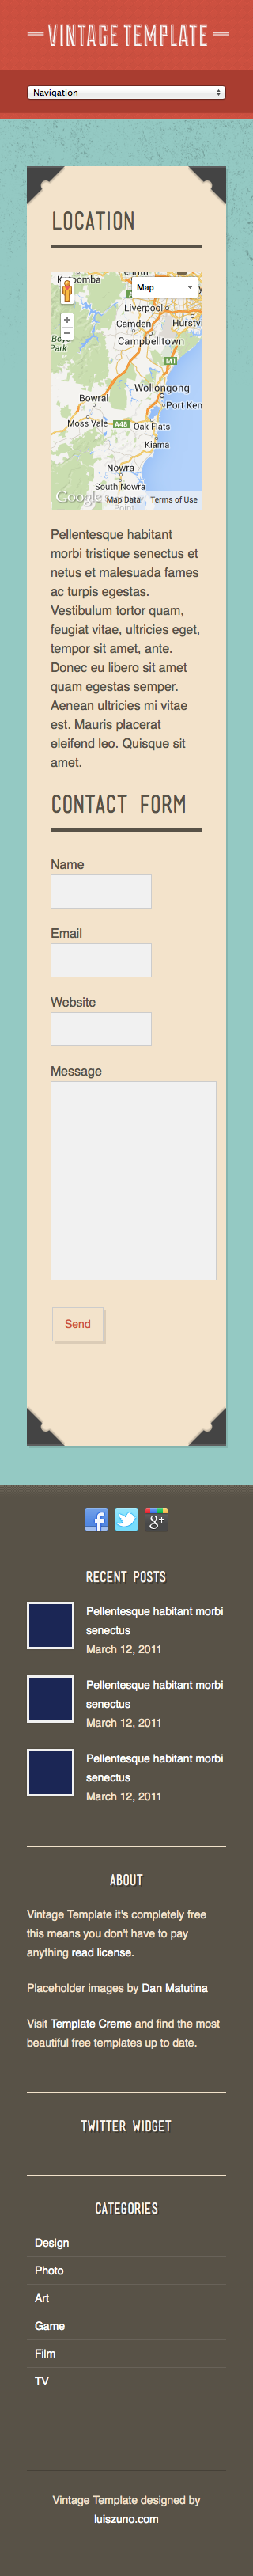 VINTAGE TEMPLATE
Navigation
LOCATION
Map
Liverpool
Camden
Hurstvi
Campbelltown
M1
Wollongong
Bowral
Port Kem
Moss Vale
A48
Oak Flats
Kiama
Nowra
South Nowra
Google
Map Data
Terms of Use
Pellentesque habitant
morbi tristique senectus et
netus et malesuada fames
ac turpis egestas.
Vestibulum tortor quam,
feugiat vitae, ultricies eget,
tempor sit amet, ante.
Donec eu libero sit amet
quam egestas semper.
Aenean ultricies mi vitae
est. Mauris placerat
eleifend leo. Quisque sit
amet.
CONTACT FORM
Name
Email
Website
Message
Send
RECENT POSTS
Pellentesque habitant morbi
senectus
March 12, 2011
Pellentesque habitant morbi
senectus
March 12, 2011
Pellentesque habitant morbi
senectus
March 12, 2011
ABOUT
Vintage Template it's completely free
this means you don't have to pay
anything read license.
Placeholder images by Dan Matutina
Visit Template Creme and find the most
beautiful free templates up to date.
TWITTER WIDGET
CATEGORIES
Design
Photo
Art
Game
Film
TV
Vintage Template designed by
luiszuno.com